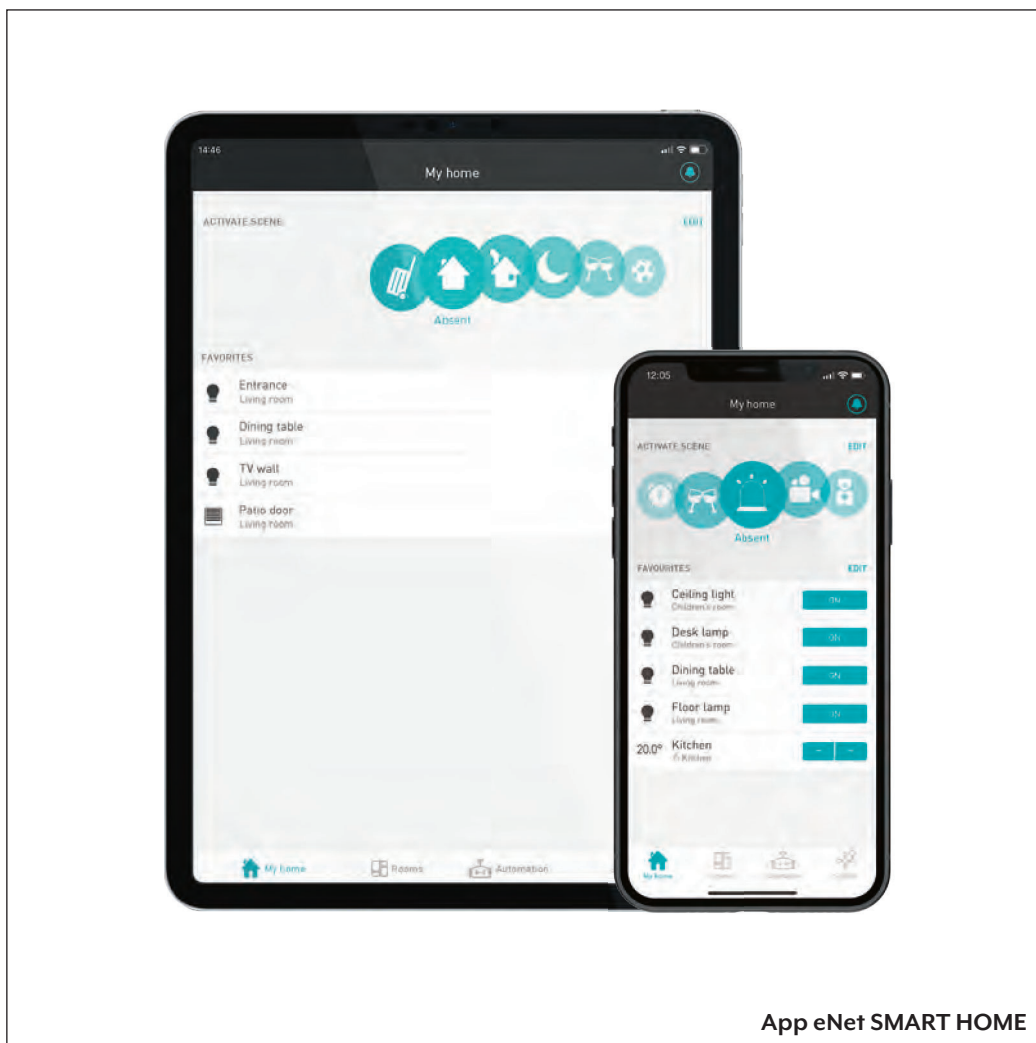 14:46
My home
ACTIVATE SCENE
EDIT
Absent
FAVORITES
Entrance
Living room
Dining table
Living room
TV wall
Living room
Patio door
Living room
My home
Rooms
Automation
12:05
My home
ACTIVATE SCENE
EDIT
Absent
FAVOURITES
EDIT
Ceiling light
Children's room
ON
Desk lamp
Children's room
ON
Dining table
Living room
ON
Floor lamp
Living room
ON
20.0°
Kitchen
Kitchen
My home
App eNet SMART HOME